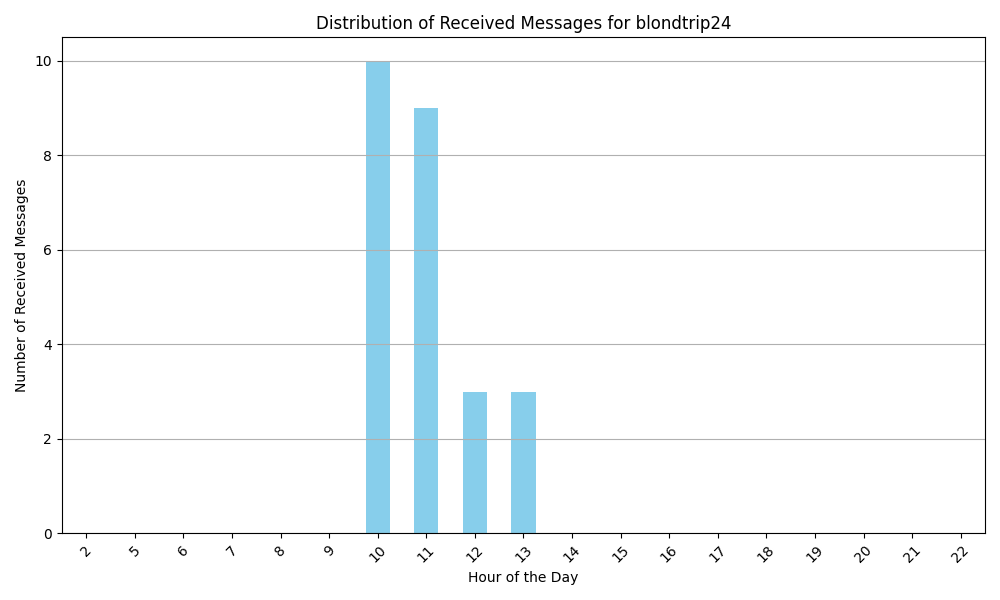 Distribution of Received Messages for blondtrip24
Number of Received Messages
10
8
6
4
2
0
2 5 6 7 8 9 10 11 12 13 14 15 16 17 18 19 20 21 22
Hour of the Day